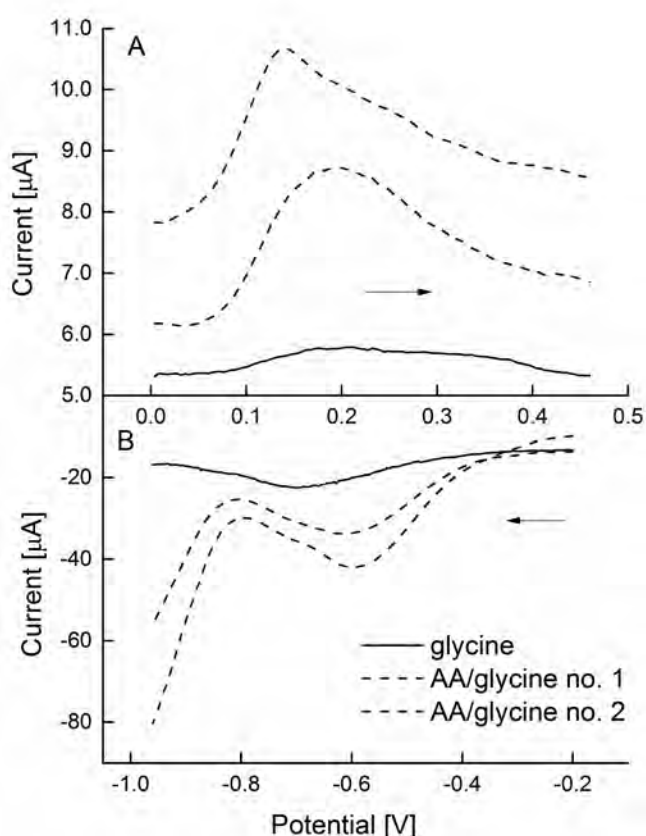 A
11.0
10.0
9.0
8.0
7.0
6.0
5.0
Current [µA]
0.0 0.1 0.2 0.3 0.4 0.5
B
-20
-40
-60
-80
Current [µA]
glycine
AA/glycine no. 1
AA/glycine no. 2
-1.0 -0.8 -0.6 -0.4 -0.2
Potential [V]